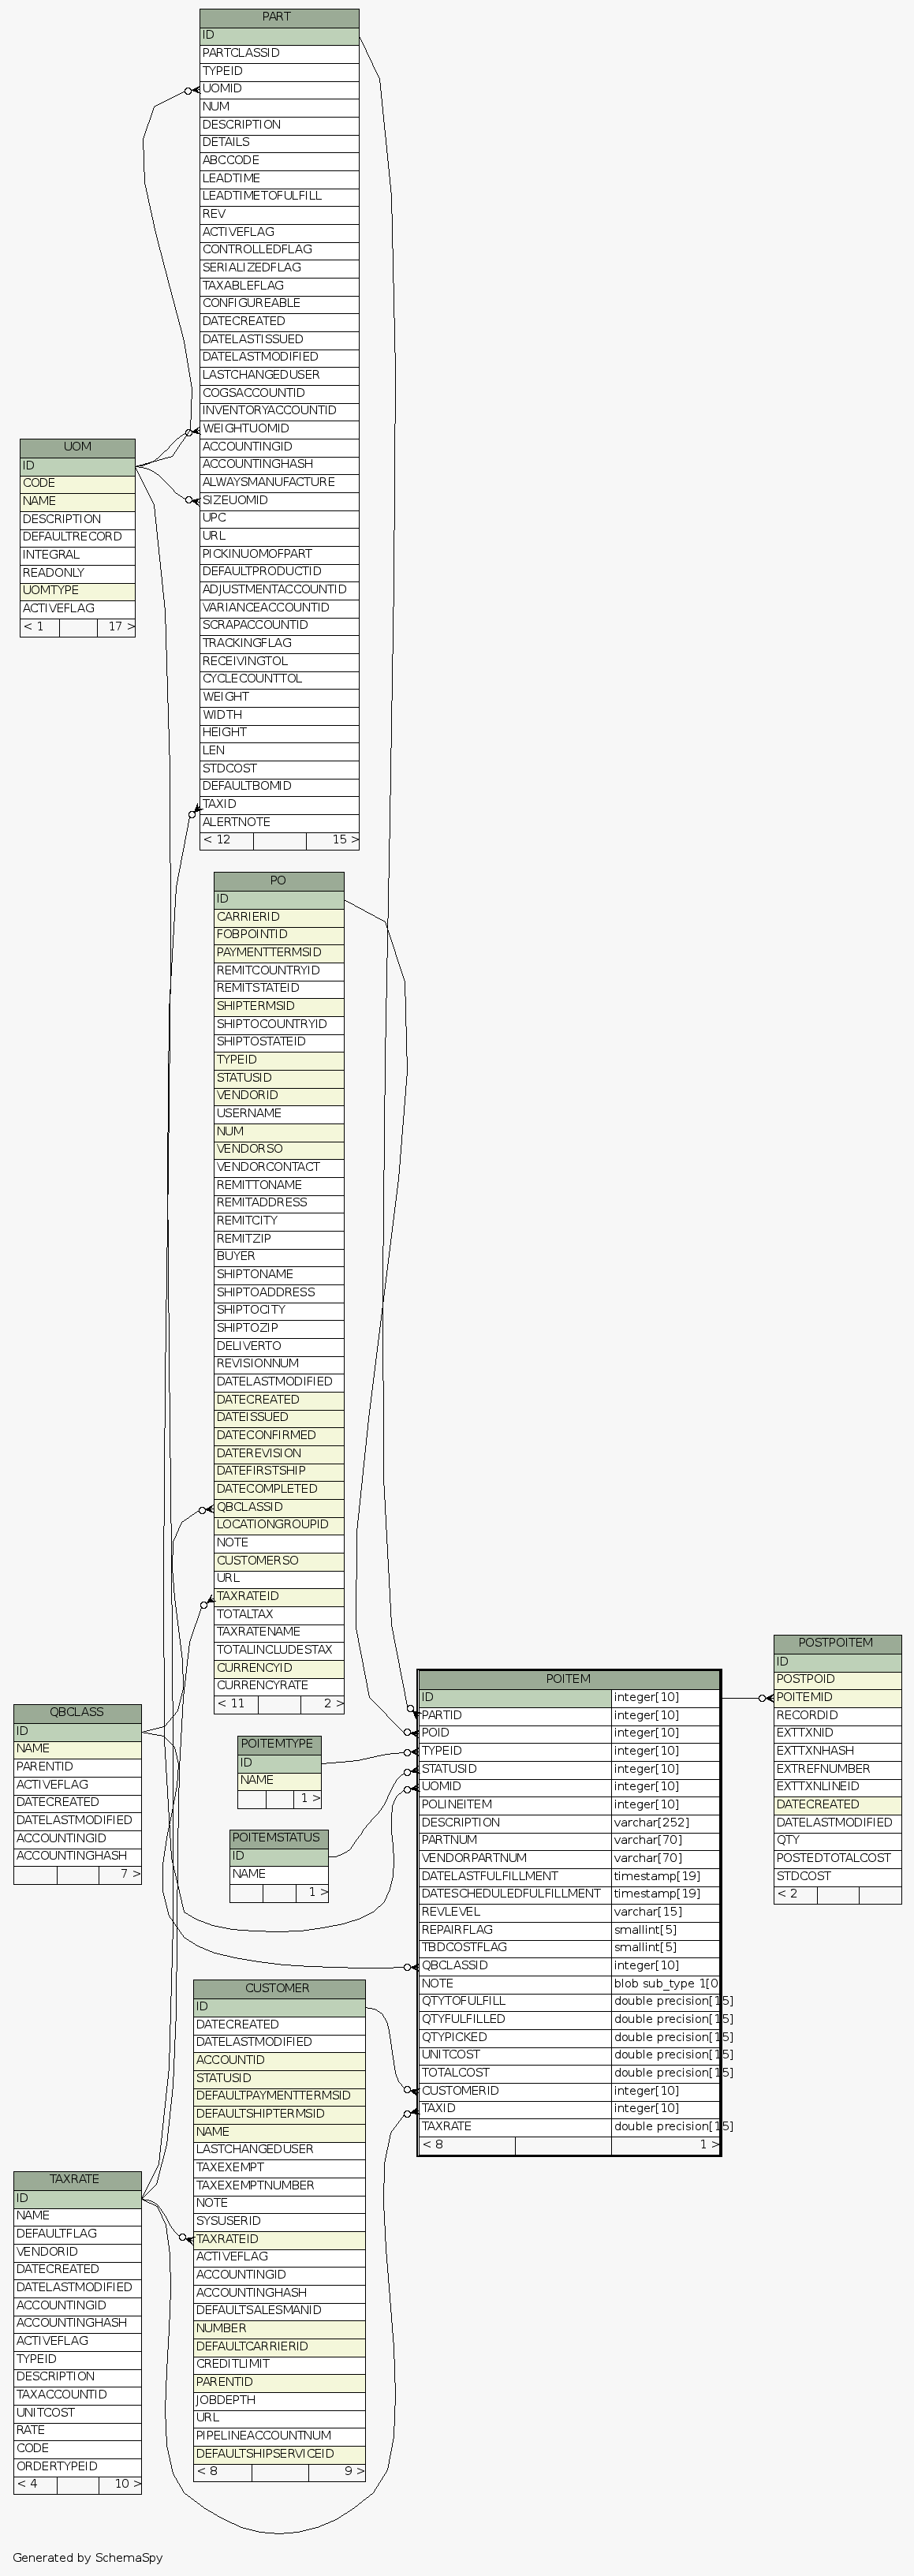 PART
ID
PARTCLASSID
TYPEID
UOMID
NUM
DESCRIPTION
DETAILS
ABCCODE
LEADTIME
LEADTIMETOFULFILL
REV
ACTIVEFLAG
CONTROLLEDFLAG
SERIALIZEDFLAG
TAXABLEFLAG
CONFIGUREABLE
DATECREATED
DATELASTISSUED
DATELASTMODIFIED
LASTCHANGEDUSER
COGSACCOUNTID
INVENTORYACCOUNTID
WEIGHTUOMID
ACCOUNTINGID
ACCOUNTINGHASH
ALWAYSMANUFACTURE
SIZEUOMID
UPC
URL
PICKINUOMOFPART
DEFAULTPRODUCTID
ADJUSTMENTACCOUNTID
VARIANCEACCOUNTID
SCRAPACCOUNTID
TRACKINGFLAG
RECEIVINGTOL
CYCLECOUNTTOL
WEIGHT
WIDTH
HEIGHT
LEN
STDCOST
DEFAULTBOMID
TAXID
ALERTNOTE
< 12 15 >
UOM
ID
CODE
NAME
DESCRIPTION
DEFAULTRECORD
INTEGRAL
READONLY
UOMTYPE
ACTIVEFLAG
< 1 17 >
PO
ID
CARRIERID
FOBPOINTID
PAYMENTTERMSID
REMITCOUNTRYID
REMITSTATEID
SHIPTERMSID
SHIPTOCOUNTRYID
SHIPTOSTATEID
TYPEID
STATUSID
VENDORID
USERNAME
NUM
VENDORSO
VENDORCONTACT
REMITTONAME
REMITADDRESS
REMITCITY
REMITZIP
BUYER
SHIPTONAME
SHIPTOADDRESS
SHIPTOCITY
SHIPTOZIP
DELIVERTO
REVISIONNUM
DATELASTMODIFIED
DATECREATED
DATEISSUED
DATECONFIRMED
DATEREVISION
DATEFIRSTSHIP
DATECOMPLETED
QBCLASSID
LOCATIONGROUPID
NOTE
CUSTOMERSO
URL
TAXRATEID
TOTALTAX
TAXRATENAME
TOTALINCLUDESTAX
CURRENCYID
CURRENCYRATE
< 11 2 >
QBCLASS
ID
NAME
PARENTID
ACTIVEFLAG
DATECREATED
DATELASTMODIFIED
ACCOUNTINGID
ACCOUNTINGHASH
7 >
POITEMTYPE
ID
NAME
1 >
POITEMSTATUS
ID
NAME
1 >
POITEM
ID integer[10]
PARTID integer[10]
POID integer[10]
TYPEID integer[10]
STATUSID integer[10]
UOMID integer[10]
POLINEITEM integer[10]
DESCRIPTION varchar[252]
PARTNUM varchar[70]
VENDORPARTNUM varchar[70]
DATELASTFULFILLMENT timestamp[19]
DATESCHEDULEDFULFILLMENT timestamp[19]
REVLEVEL varchar[15]
REPAIRFLAG smallint[5]
TBDCOSTFLAG smallint[5]
QBCLASSID integer[10]
NOTE blob sub_type 1[0
QTYTOFULFILL double precision[15]
QTYFULFILLED double precision[15]
QTYPICKED double precision[15]
UNITCOST double precision[15]
TOTALCOST double precision[15]
CUSTOMERID integer[10]
TAXID integer[10]
TAXRATE double precision[15]
< 8 1 >
POSTPOITEM
ID
POSTPOID
POITEMID
RECORDID
EXTTXNID
EXTTXNHASH
EXTREFNUMBER
EXTTXNLINEID
DATECREATED
DATELASTMODIFIED
QTY
POSTEDTOTALCOST
STDCOST
< 2
CUSTOMER
ID
DATECREATED
DATELASTMODIFIED
ACCOUNTID
STATUSID
DEFAULTPAYMENTTERMSID
DEFAULTSHIPTERMSID
NAME
LASTCHANGEDUSER
TAXEXEMPT
TAXEXEMPTNUMBER
NOTE
SYSUSERID
TAXRATEID
ACTIVEFLAG
ACCOUNTINGID
ACCOUNTINGHASH
DEFAULTSALESMANID
NUMBER
DEFAULTCARRIERID
CREDITLIMIT
PARENTID
JOBDEPTH
URL
PIPELINEACCOUNTNUM
DEFAULTSHIPSERVICEID
< 8 9 >
TAXRATE
ID
NAME
DEFAULTFLAG
VENDORID
DATECREATED
DATELASTMODIFIED
ACCOUNTINGID
ACCOUNTINGHASH
ACTIVEFLAG
TYPEID
DESCRIPTION
TAXACCOUNTID
UNITCOST
RATE
CODE
ORDERTYPEID
< 4 10 >
Generated by SchemaSpy